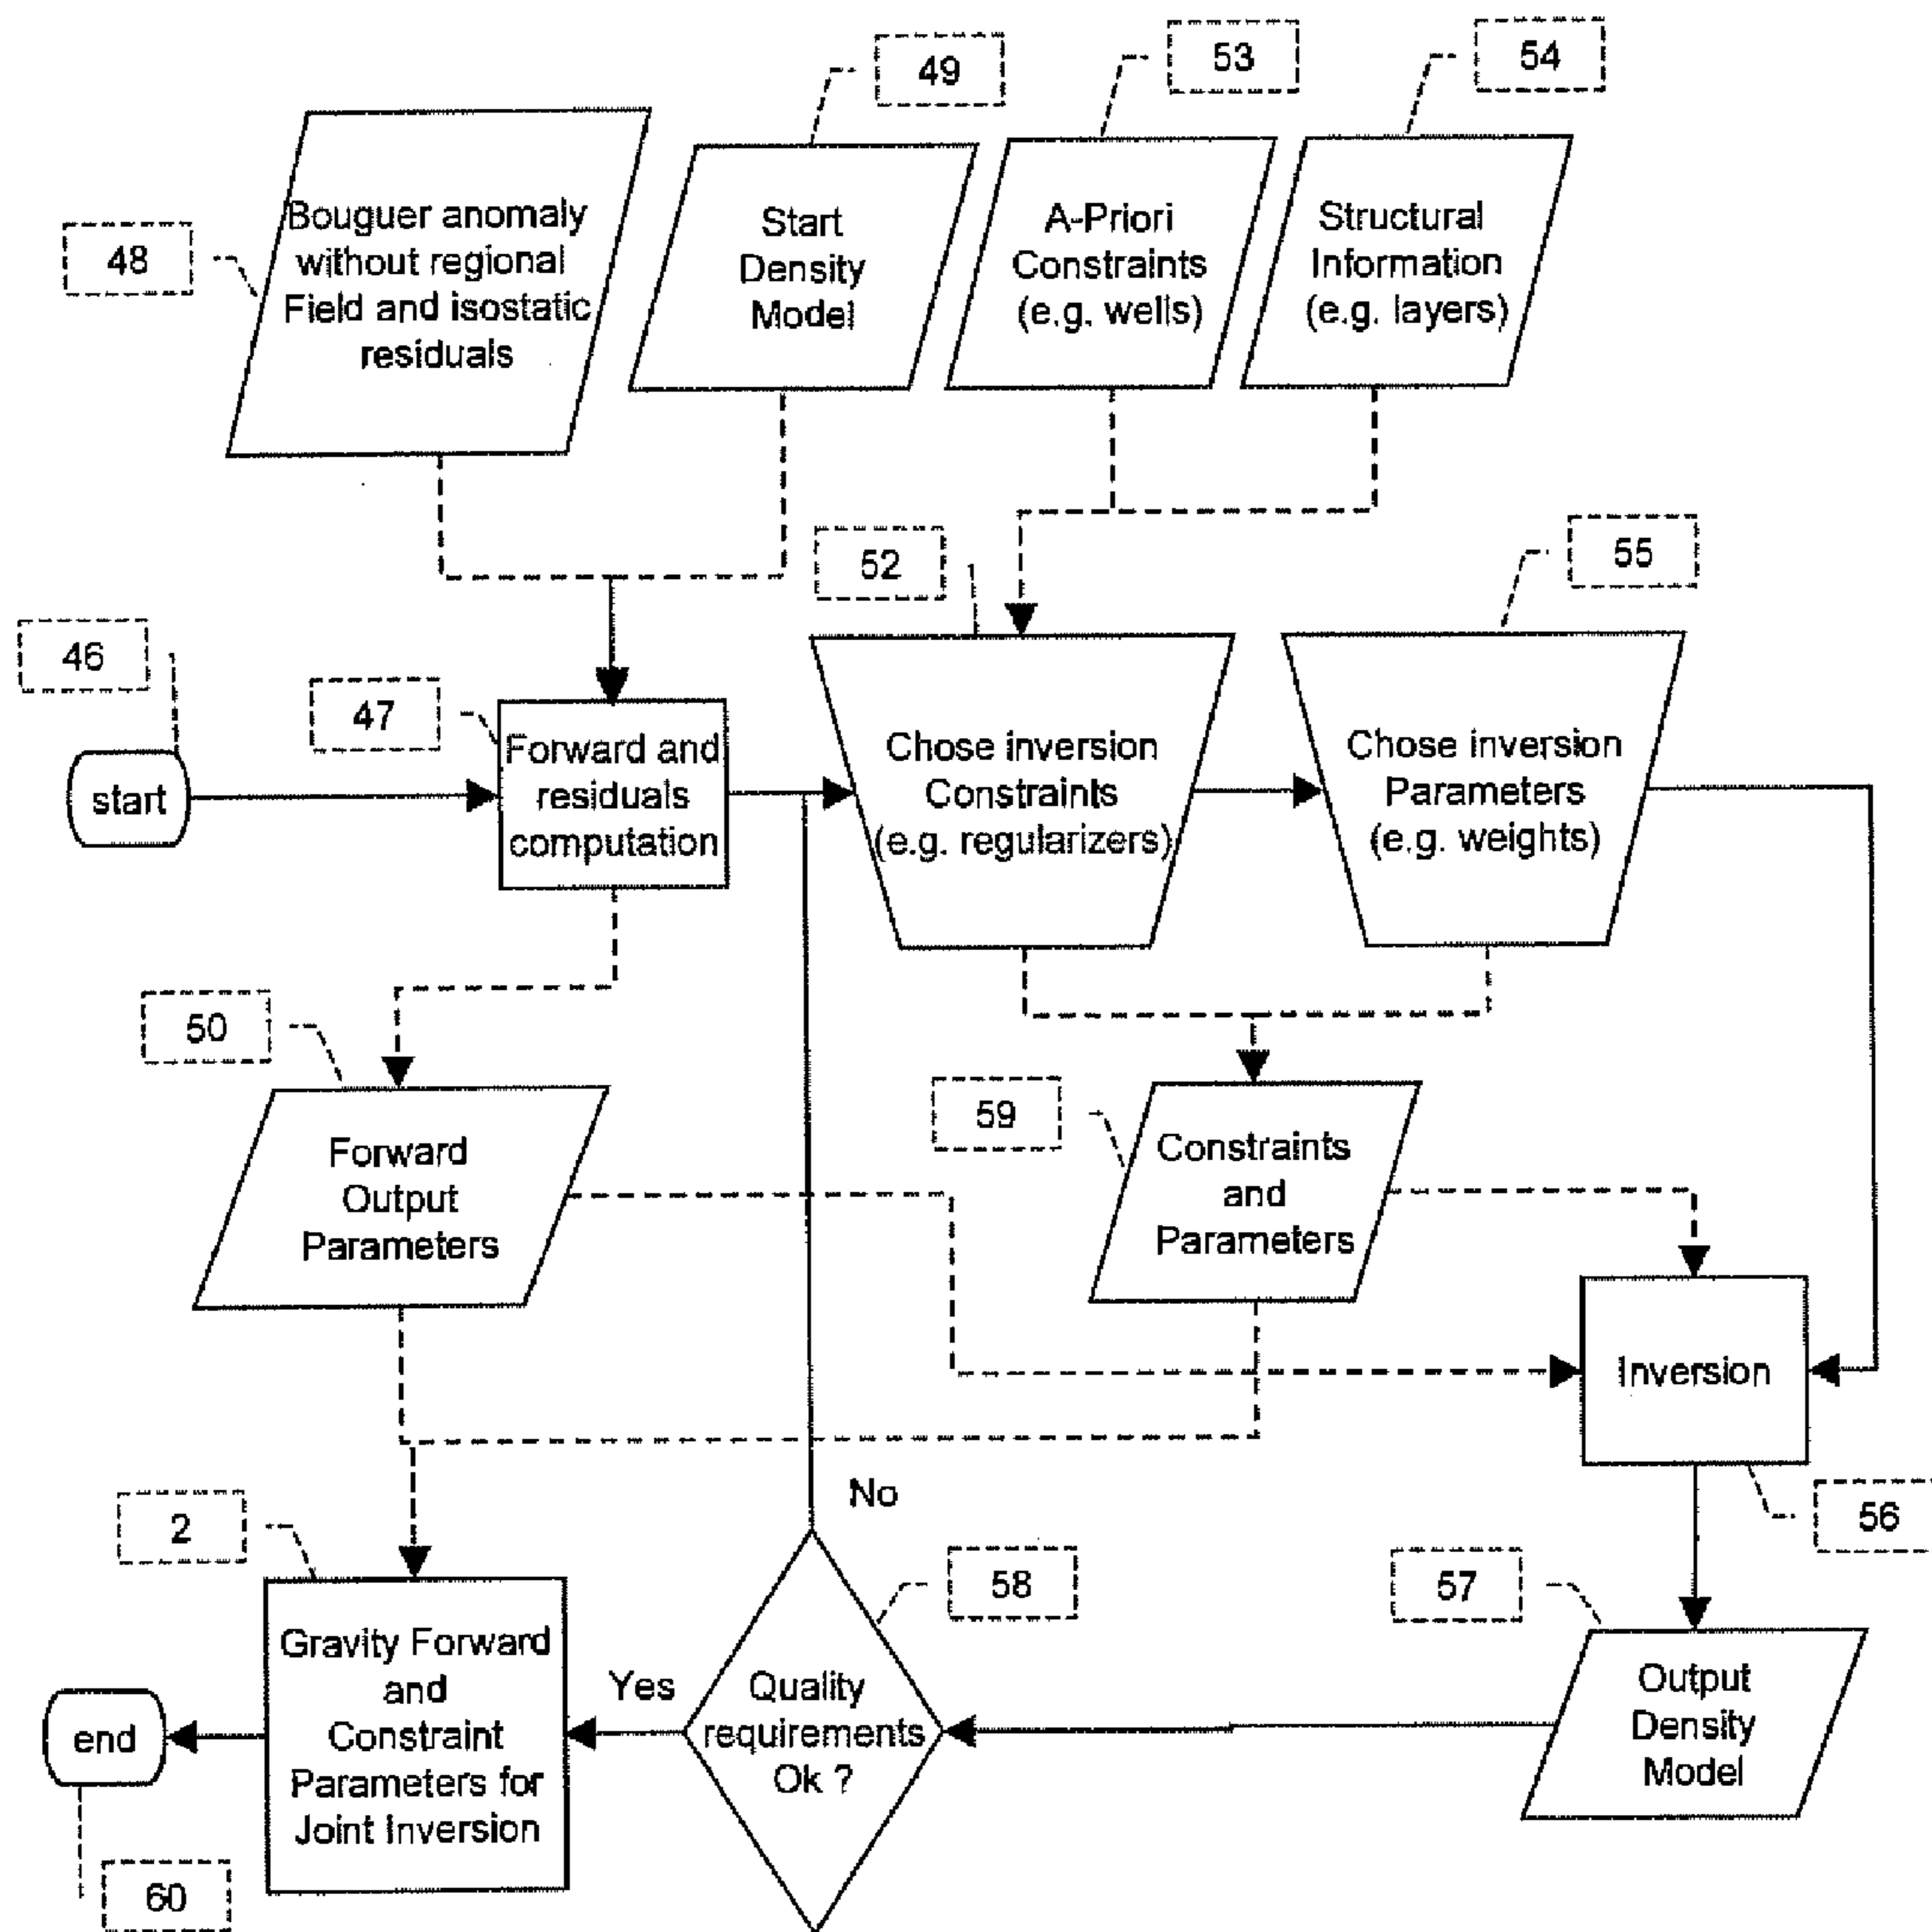 49
53
54
48
Bouguer anomaly
without regional
Field and isostatic
residuals
Start
Density
Model
A-Priori
Constraints
(e.g. wells)
Structural
Information
(e.g. layers)
52
55
46
47
start
Forward and
residuals
computation
Chose inversion
Constraints
(e.g. regularizers)
Chose inversion
Parameters
(e.g. weights)
50
59
Forward
Output
Parameters
Constraints
and
Parameters
Inversion
56
No
2
58
57
Gravity Forward
and
Constraint
Parameters for
Joint Inversion
Yes
Quality
requirements
Ok ?
Output
Density
Model
end
60